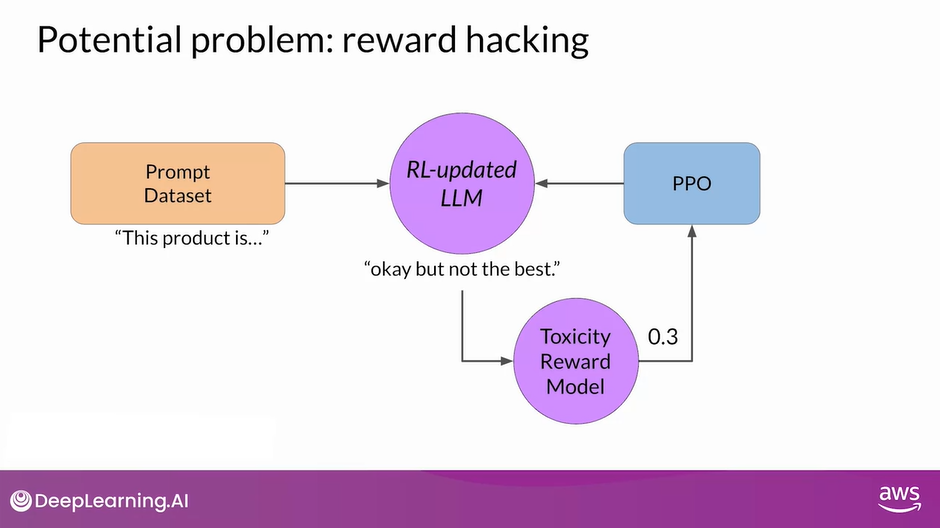 Potential problem: reward hacking
Prompt
Dataset
“This product is…”
RL-updated
LLM
“okay but not the best.”
PPO
Toxicity
Reward
Model
0.3
DeepLearning.AI
aws